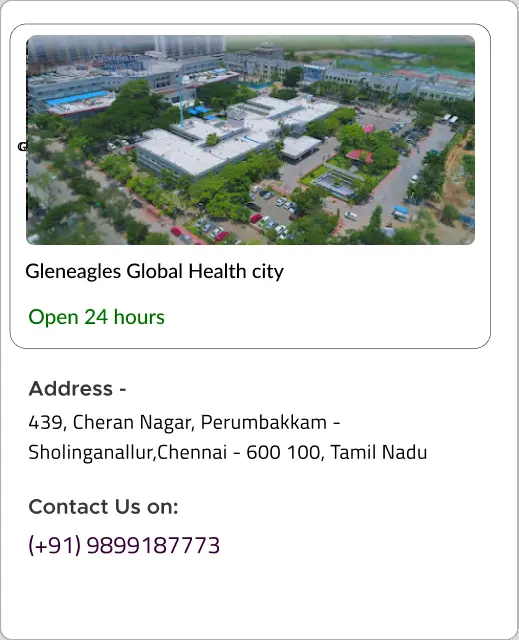 Gleneagles Global Health city
Open 24 hours
Address -
439, Cheran Nagar, Perumbakkam -
Sholinganallur,Chennai - 600 100, Tamil Nadu
Contact Us on:
(+91) 9899187773